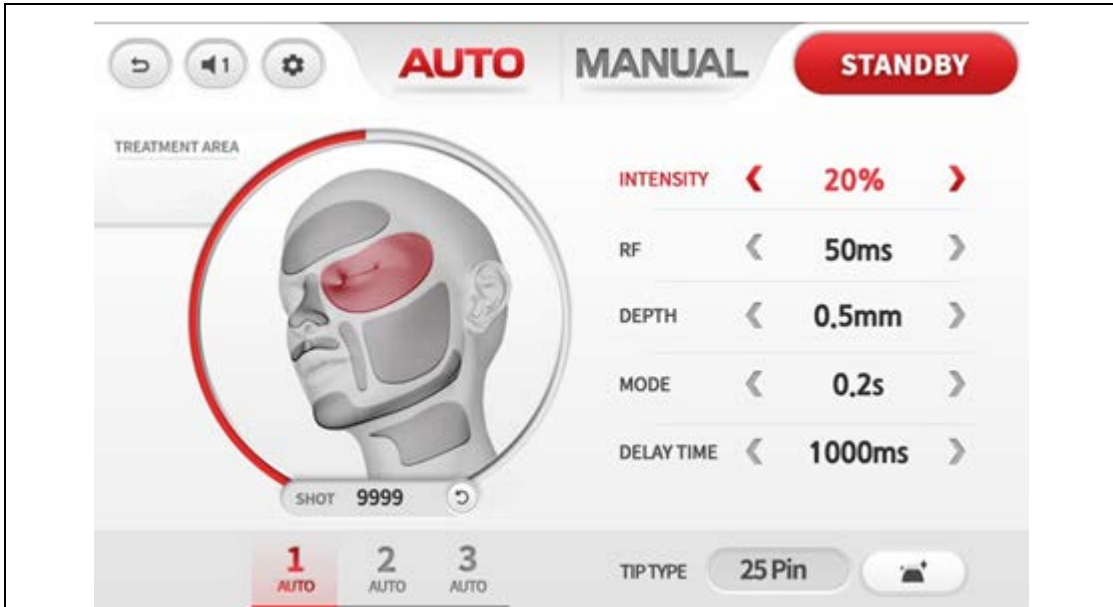 1
AUTO
MANUAL
STANDBY
TREATMENT AREA
INTENSITY 20%
RF 50ms
DEPTH 0.5mm
MODE 0.2s
DELAY TIME 1000ms
SHOT 9999
1 2 3
AUTO AUTO AUTO
TIP TYPE 25 Pin